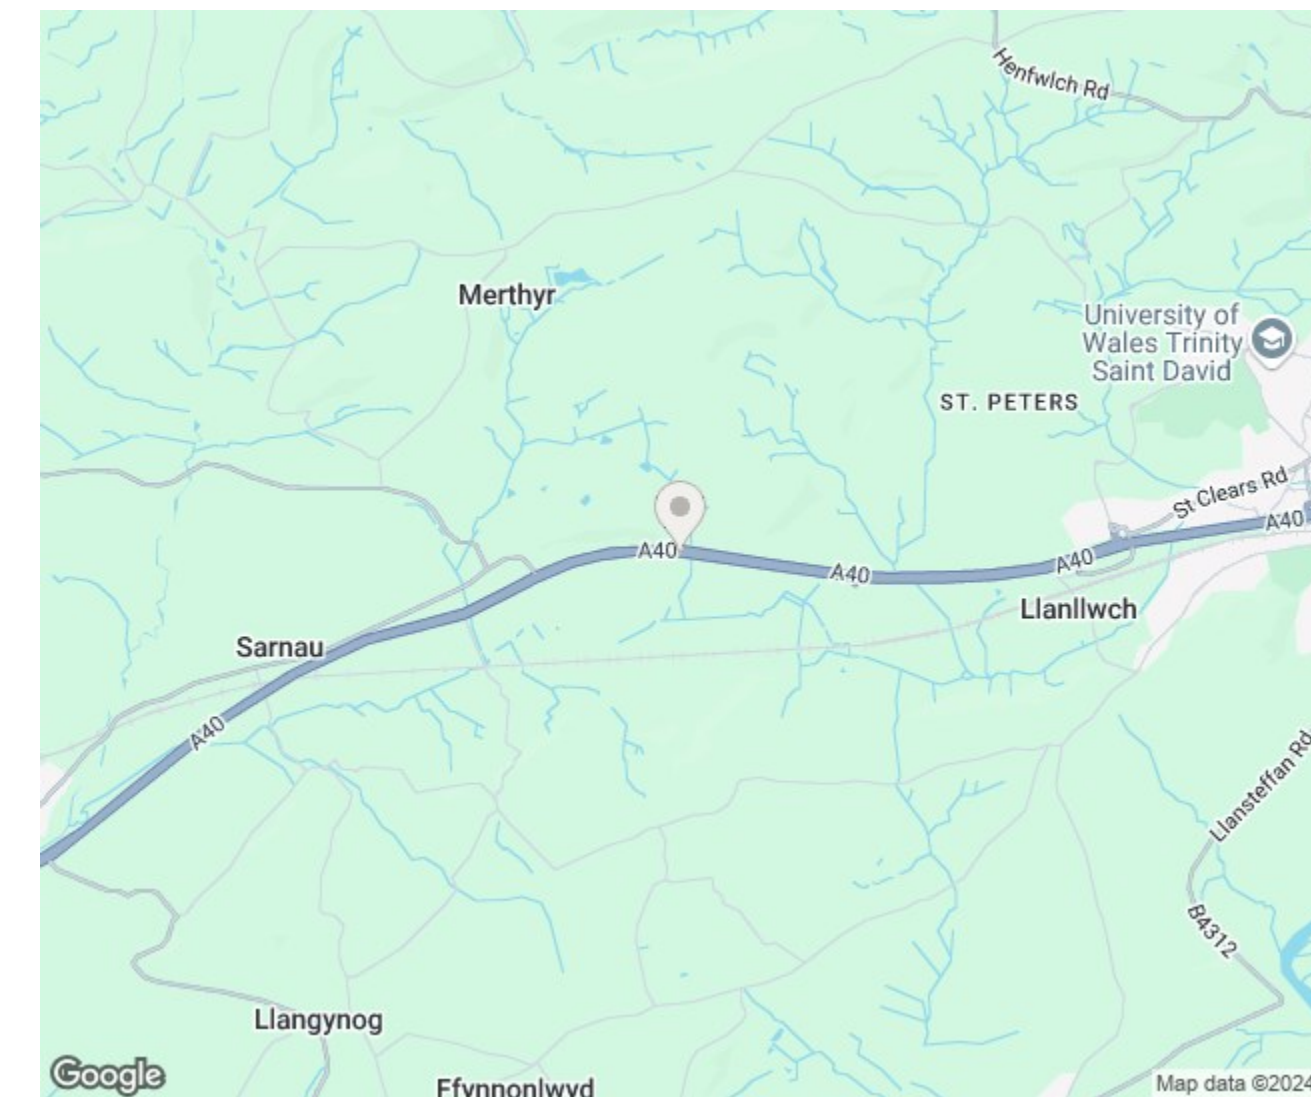 Henfwlch Rd
Merthyr
University of
Wales Trinity
Saint David
ST. PETERS
St Clears Rd
A40
A40
A40
A40
Llanllwch
Sarnau
A40
Llansteffan Rd
B4312
Llangynog
Ffynnonlwyd
Google
Map data ©2024